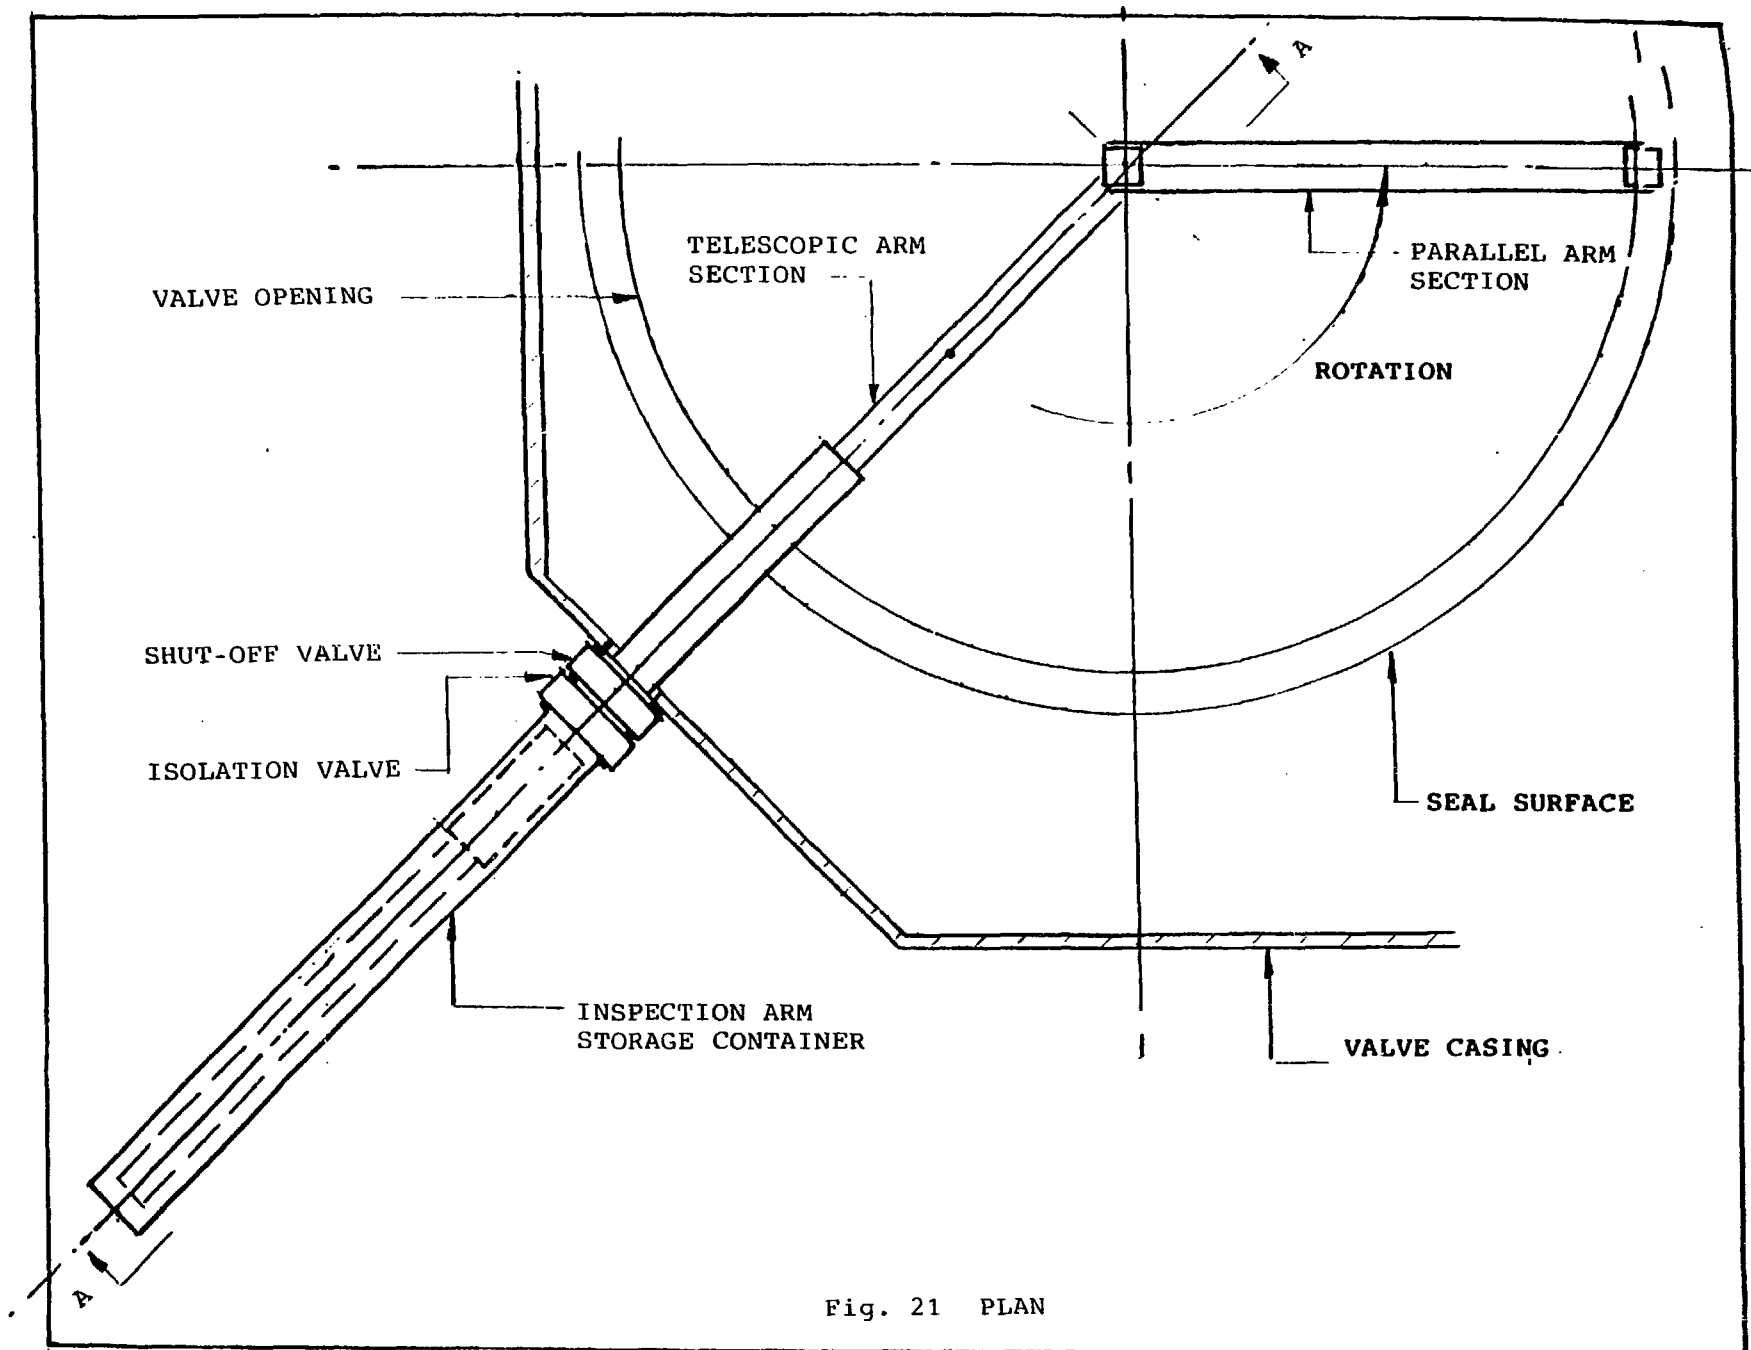 A
TELESCOPIC ARM
SECTION
PARALLEL ARM
SECTION
VALVE OPENING
ROTATION
SHUT-OFF VALVE
ISOLATION VALVE
SEAL SURFACE
INSPECTION ARM
STORAGE CONTAINER
VALVE CASING
A
Fig. 21 PLAN